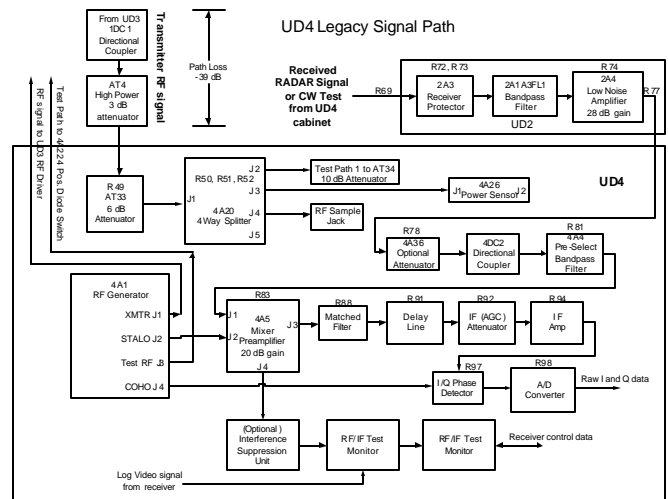 UD4 Legacy Signal Path
From UD3
1DC1
Directional
Coupler
Transmitter RF signal
Path Loss
-39 dB
AT4
High Power
3 dB
attenuator
RF signal to UD3 RF Driver
Test Path to 4A22 4 Pos. Diode Switch
Received
RADAR Signal
or CW Test
from UD4
cabinet
R69
R72, R73
2A3
Receiver
Protector
2A1A3FL1
Bandpass
Filter
R74
2A4
Low Noise
Amplifier
28 dB gain
R77
UD2
UD4
R49
AT33
6 dB
Attenuator
J1
R50, R51, R52
4A20
4 Way Splitter
J2
J3
J4
J5
Test Path 1 to AT34
10 dB Attenuator
J1
4A26
J2
Power Sensor
RF Sample
Jack
R78
4A36
Optional
Attenuator
4DC2
Directional
Coupler
R81
4A4
Pre-Select
Bandpass
Filter
4A1
RF Generator
XMTR J1
STALO J2
Test RF J3
COHO J4
R83
J1
J2
4A5
Mixer
Preamplifier
20 dB gain
J3
J4
R88
Matched
Filter
R91
Delay
Line
R92
IF (AGC)
Attenuator
R94
IF
Amp
R97
I/Q Phase
Detector
R98
A/D
Converter
Raw I and Q data
(Optional)
Interference
Suppression
Unit
RF/IF Test
Monitor
RF/IF Test
Monitor
Receiver control data
Log Video signal
from receiver